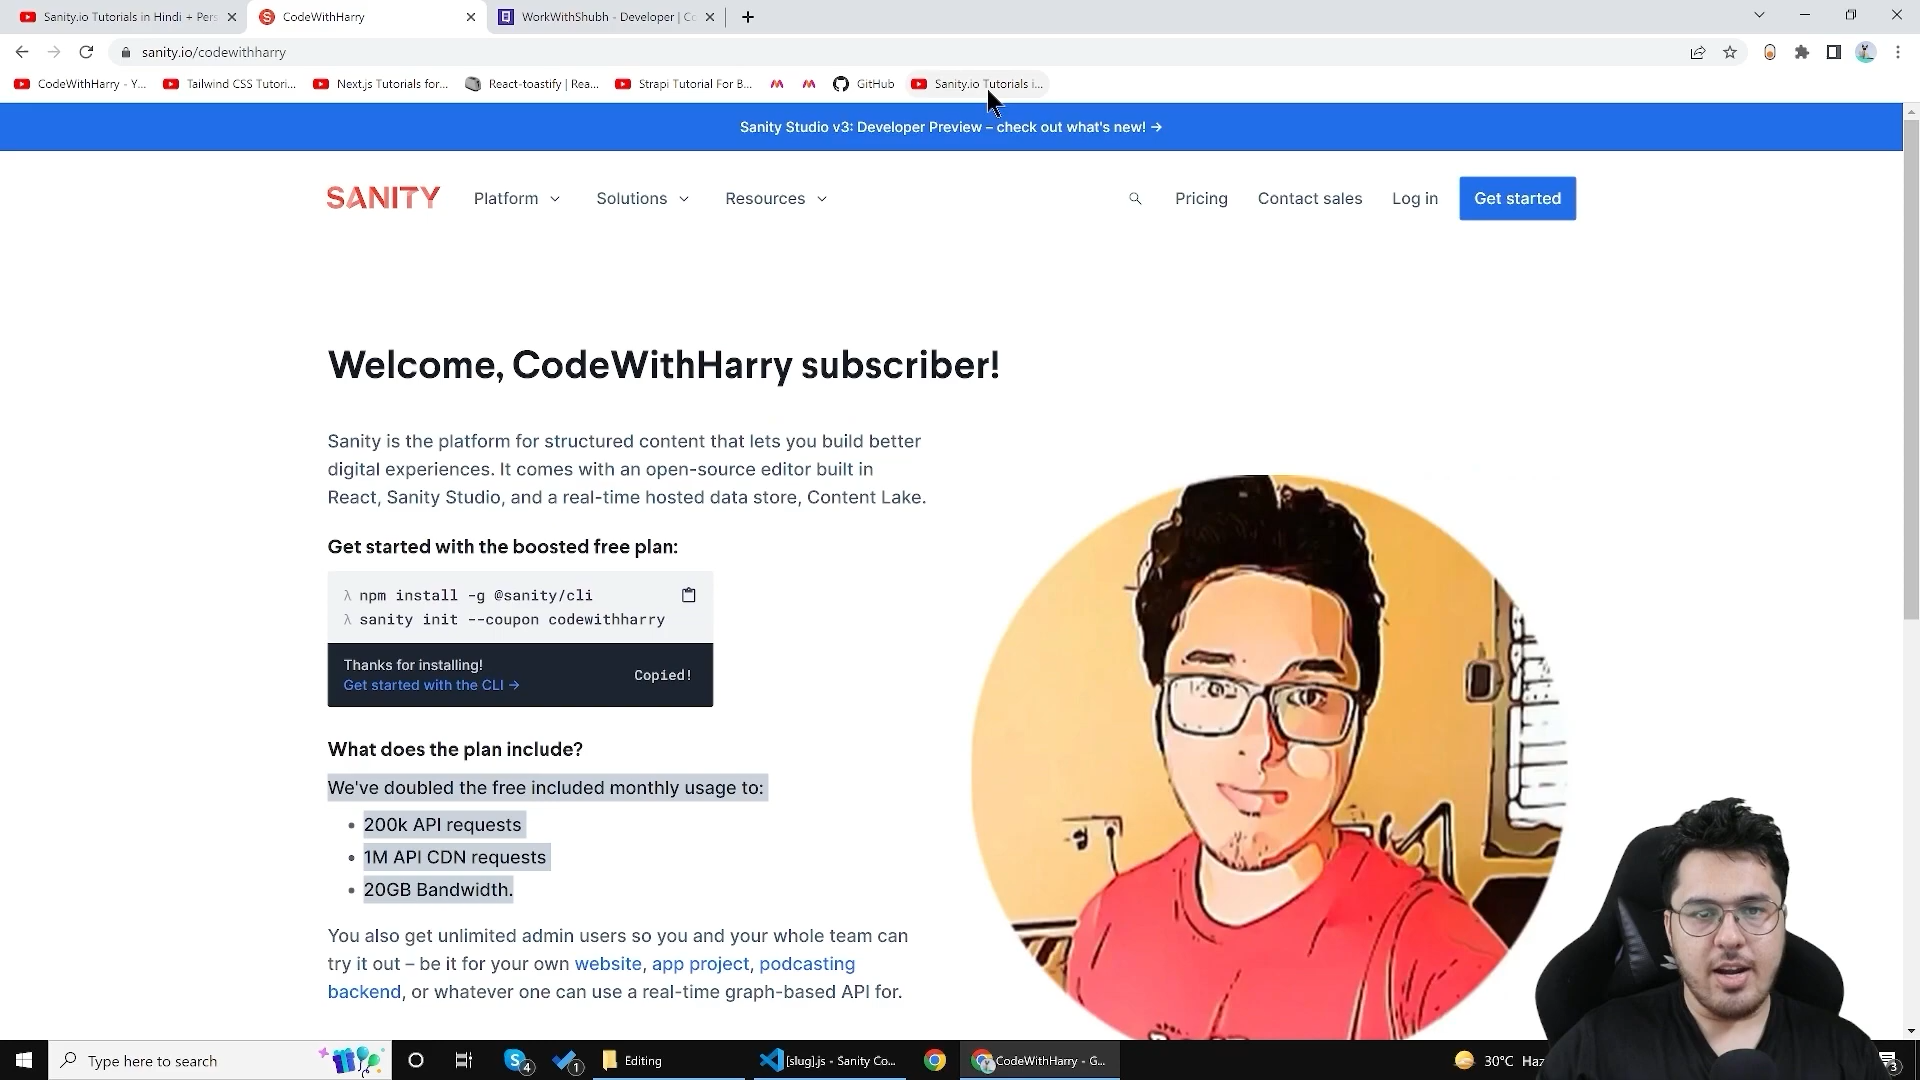 Sanity.io Tutorials in Hindi + Pers
CodeWithHarry
WorkWithShubh - Developer | Co
sanity.io/codewithharry
CodeWithHarry - Y...
Tailwind CSS Tutori...
Next.js Tutorials for...
React-toastify | Rea...
Strapi Tutorial For B...
GitHub
Sanity.io Tutorials i...
Sanity Studio v3: Developer Preview – check out what's new! →
SANITY
Platform
Solutions
Resources
Pricing
Contact sales
Log in
Get started
Welcome, CodeWithHarry subscriber!
Sanity is the platform for structured content that lets you build better
digital experiences. It comes with an open-source editor built in
React, Sanity Studio, and a real-time hosted data store, Content Lake.
Get started with the boosted free plan:
λ npm install -g @sanity/cli
λ sanity init --coupon codewithharry
Thanks for installing!
Get started with the CLI →
Copied!
What does the plan include?
We've doubled the free included monthly usage to:
• 200k API requests
• 1M API CDN requests
• 20GB Bandwidth.
You also get unlimited admin users so you and your whole team can
try it out – be it for your own website, app project, podcasting
backend, or whatever one can use a real-time graph-based API for.
Type here to search
4
1
Editing
[slug].js - Sanity Co...
CodeWithHarry - G...
30°C Haz
3